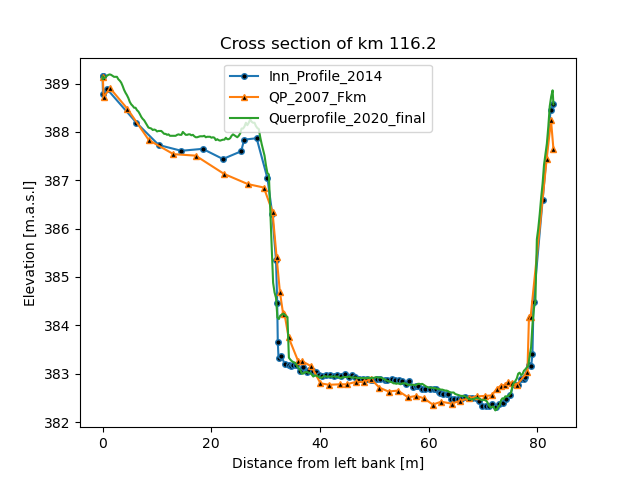 Cross section of km 116.2
Inn_Profile_2014
QP_2007_Fkm
Querprofile_2020_final
Elevation [m.a.s.l]
389
388
387
386
385
384
383
382
0 20 40 60 80
Distance from left bank [m]